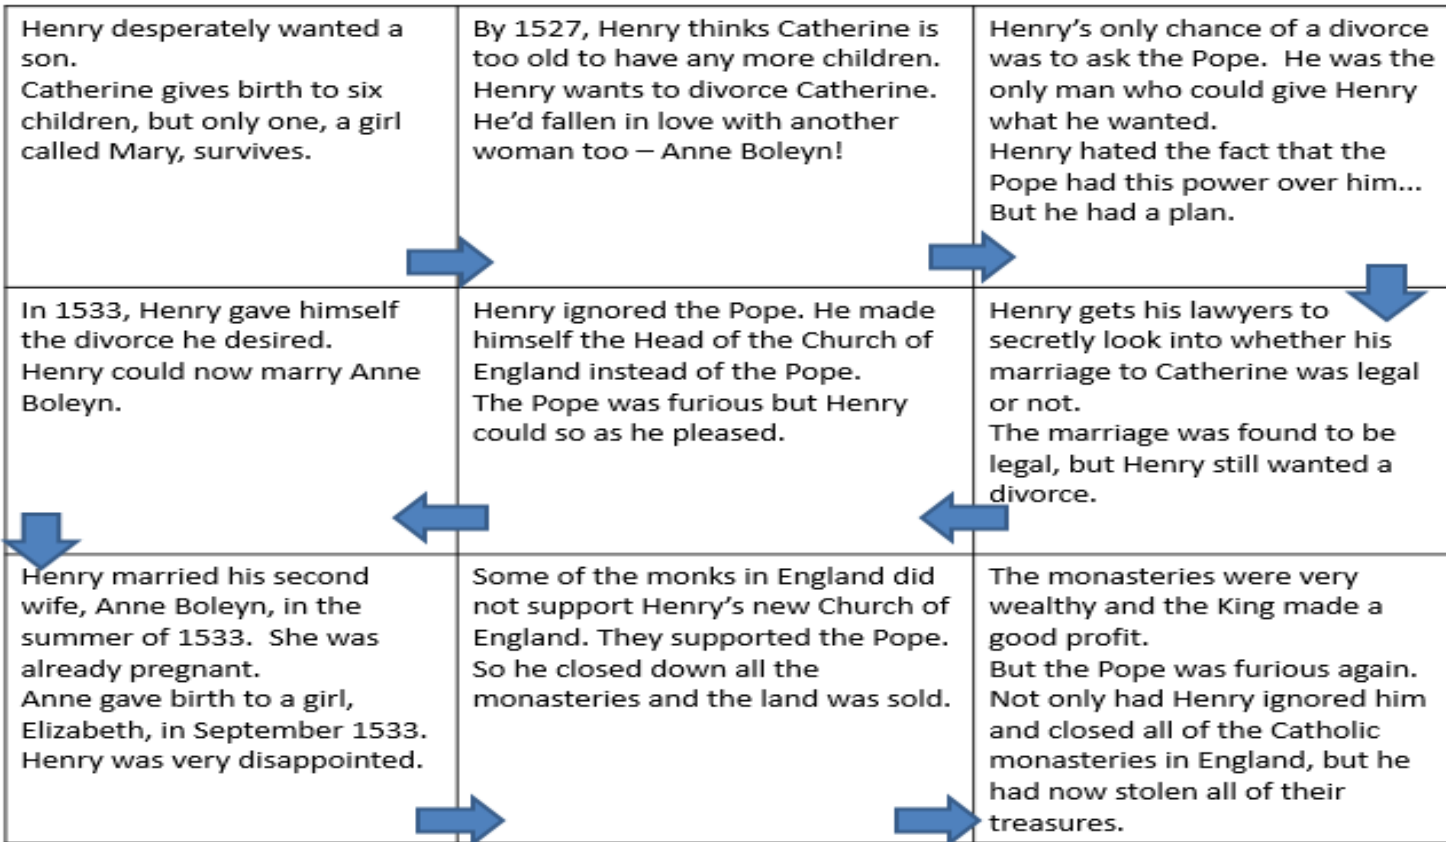 Henry desperately wanted a
son.
Catherine gives birth to six
children, but only one, a girl
called Mary, survives.
By 1527, Henry thinks Catherine is
too old to have any more children.
Henry wants to divorce Catherine.
He’d fallen in love with another
woman too – Anne Boleyn!
Henry’s only chance of a divorce
was to ask the Pope.  He was the
only man who could give Henry
what he wanted.
Henry hated the fact that the
Pope had this power over him...
But he had a plan.
Henry gets his lawyers to
secretly look into whether his
marriage to Catherine was legal
or not.
The marriage was found to be
legal, but Henry still wanted a
divorce.
Henry ignored the Pope. He made
himself the Head of the Church of
England instead of the Pope.
The Pope was furious but Henry
could so as he pleased.
In 1533, Henry gave himself
the divorce he desired.
Henry could now marry Anne
Boleyn.
Henry married his second
wife, Anne Boleyn, in the
summer of 1533.  She was
already pregnant.
Anne gave birth to a girl,
Elizabeth, in September 1533.
Henry was very disappointed.
Some of the monks in England did
not support Henry’s new Church of
England. They supported the Pope.
So he closed down all the
monasteries and the land was sold.
The monasteries were very
wealthy and the King made a
good profit.
But the Pope was furious again.
Not only had Henry ignored him
and closed all of the Catholic
monasteries in England, but he
had now stolen all of their
treasures.